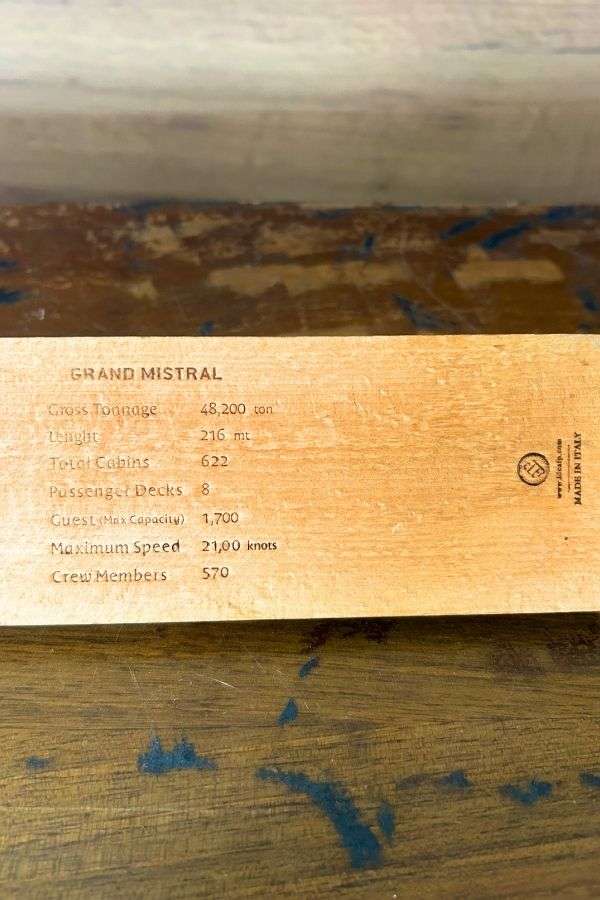 GRAND MISTRAL
Gross Tonnage 48,200 ton
Lenght 216 mt
Total Cabins 622
Passenger Decks 8
Guest (Max Capacity) 1,700
Maximum Speed 21,00 knots
Crew Members 570
MADE IN ITALY